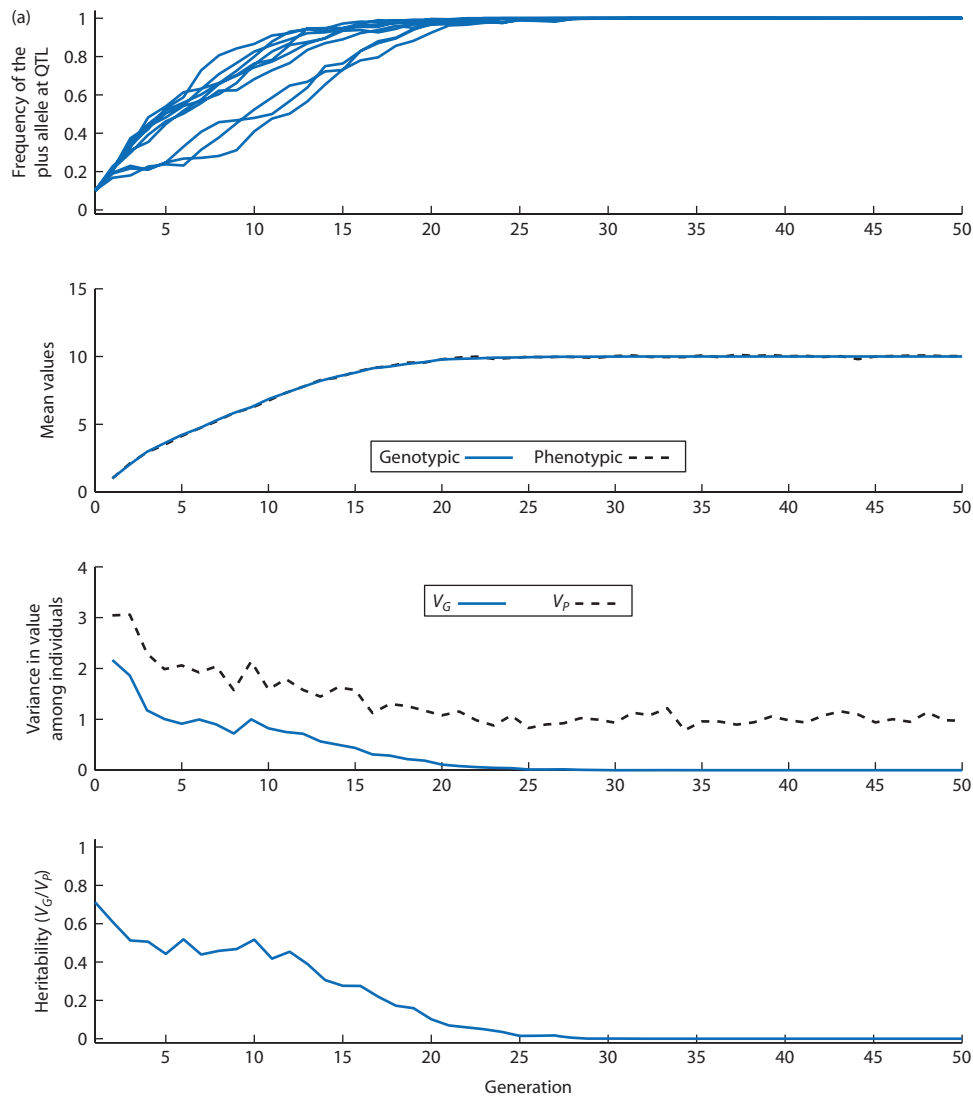 (a)
Frequency of the
plus allele at QTL
1
0.8
0.6
0.4
0.2
0
5 10 15 20 25 30 35 40 45 50
Mean values
15
10
5
0
Genotypic Phenotypic
0 5 10 15 20 25 30 35 40 45 50
Variance in value
among individuals
4
3
2
1
0
V_G V_P
0 5 10 15 20 25 30 35 40 45 50
Heritability (V_G/V_P)
1
0.8
0.6
0.4
0.2
0
5 10 15 20 25 30 35 40 45 50
Generation